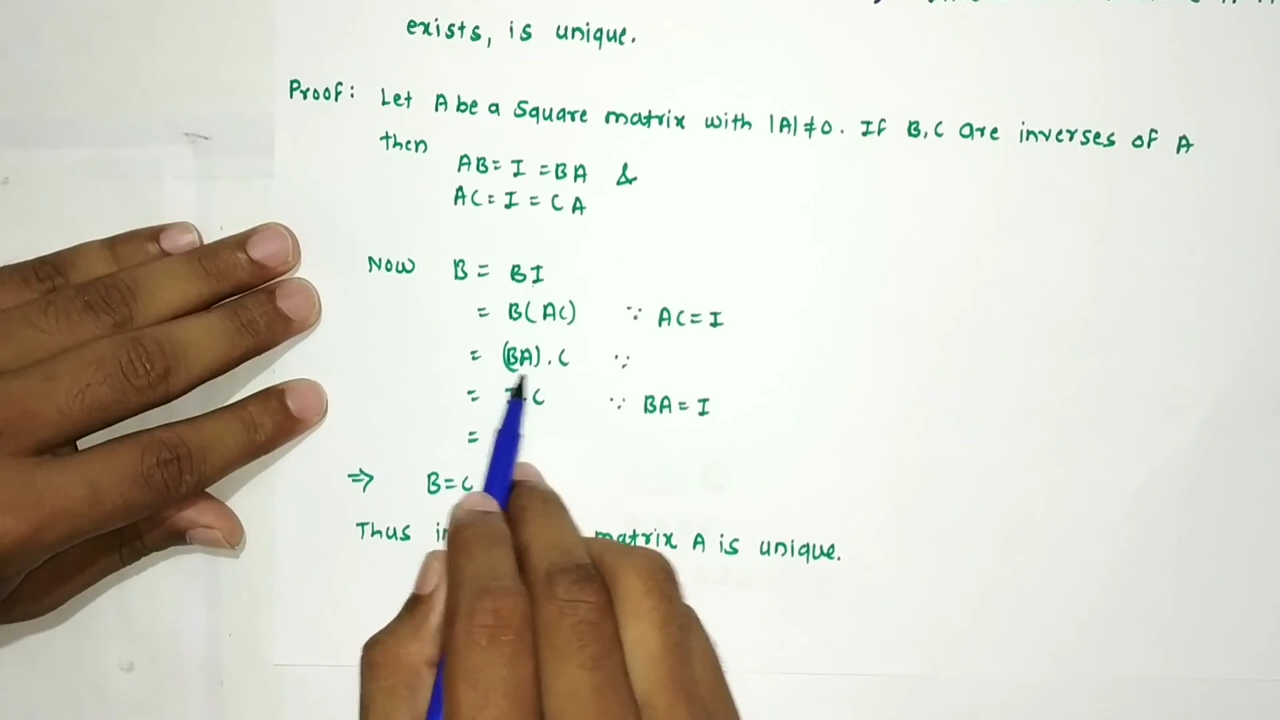 exists, is unique.
Proof: Let A be a Square matrix with |A| ≠ 0. If B, C are inverses of A
then
AB = I = BA &
AC = I = CA
Now B = BI
= B(AC) ∵ AC = I
= (BA).C ∵
= I.C ∵ BA = I
=
⇒ B = C
Thus matrix A is unique.